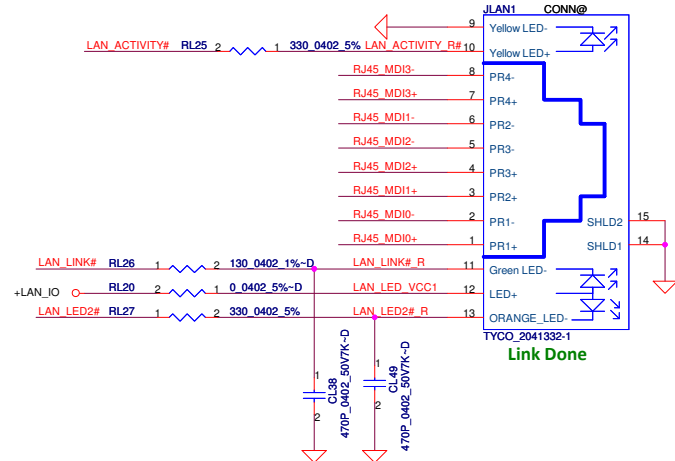 JLAN1 CONN@
9 Yellow LED-
LAN_ACTIVITY# RL25 2 1 330_0402_5% LAN_ACTIVITY_R# 10 Yellow LED+
RJ45_MDI3- 8 PR4-
RJ45_MDI3+ 7 PR4+
RJ45_MDI1- 6 PR2-
RJ45_MDI2- 5 PR3-
RJ45_MDI2+ 4 PR3+
RJ45_MDI1+ 3 PR2+
RJ45_MDI0- 2 PR1- SHLD2 15
RJ45_MDI0+ 1 PR1+ SHLD1 14
LAN_LINK# RL26 1 2 130_0402_1%~D LAN_LINK#_R 11 Green LED-
+LAN_IO RL20 2 1 0_0402_5%~D LAN_LED_VCC1 12 LED+
LAN_LED2# RL27 1 2 330_0402_5% LAN_LED2#_R 13 ORANGE_LED-
TYCO_2041332-1
Link Done
1 2 CL38
470P_0402_50V7K~D
1 2 CL49
470P_0402_50V7K~D